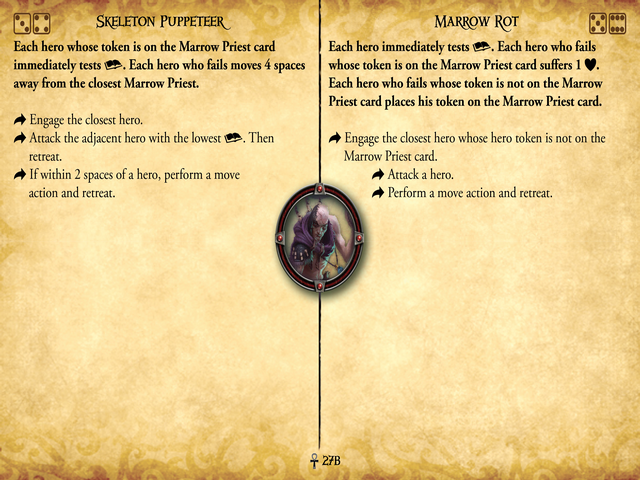 SKELETON PUPPETEER
Each hero whose token is on the Marrow Priest card
immediately tests . Each hero who fails moves 4 spaces
away from the closest Marrow Priest.
Engage the closest hero.
Attack the adjacent hero with the lowest . Then
retreat.
If within 2 spaces of a hero, perform a move
action and retreat.
MARROW ROT
Each hero immediately tests . Each hero who fails
whose token is on the Marrow Priest card suffers 1 .
Each hero who fails whose token is not on the Marrow
Priest card places his token on the Marrow Priest card.
Engage the closest hero whose hero token is not on the
Marrow Priest card.
Attack a hero.
Perform a move action and retreat.
27B